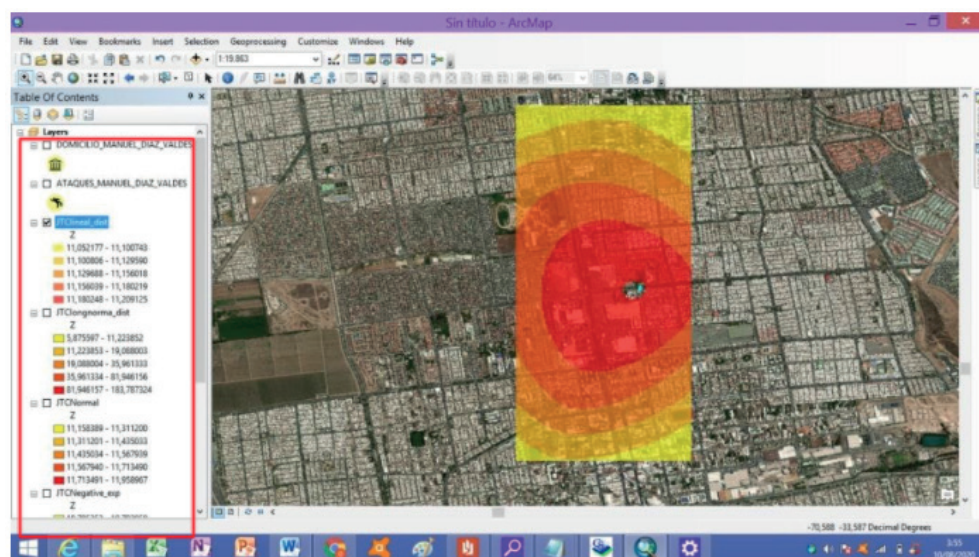 Sin título - ArcMap
File Edit View Bookmarks Insert Selection Geoprocessing Customize Windows Help
1:19.863
64%
Table Of Contents
Layers
DOMICILIO_MANUEL_DIAZ_VALDES
ATAQUES_MANUEL_DIAZ_VALDES
JTClineal_dist
Z
11,052177 - 11,100743
11,100806 - 11,129590
11,129688 - 11,156018
11,156039 - 11,180219
11,180248 - 11,209125
JTClongnorma_dist
Z
5,875597 - 11,223852
11,223853 - 19,088003
19,088004 - 35,961333
35,961334 - 81,946156
81,946157 - 183,787324
JTCNormal
Z
11,158389 - 11,311200
11,311201 - 11,435033
11,435034 - 11,567939
11,567940 - 11,713490
11,713491 - 11,958967
JTCNegative_exp
Z
-70,588 -33,587 Decimal Degrees
3:55